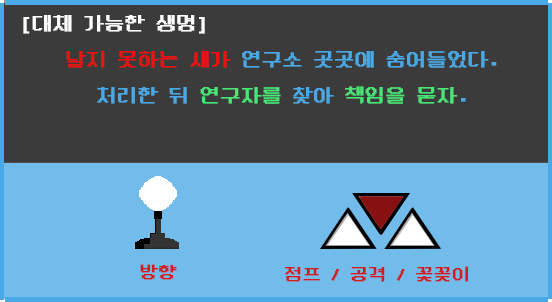 [대체 가능한 생명]
날지 못하는 새가 연구소 곳곳에 숨어들었다.
처리한 뒤 연구자를 찾아 책임을 묻자.
방향
점프 / 공격 / 꽃꽂이